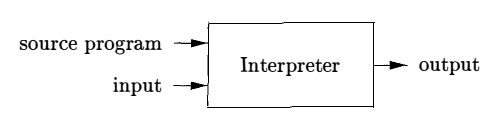 source program
input
Interpreter
output